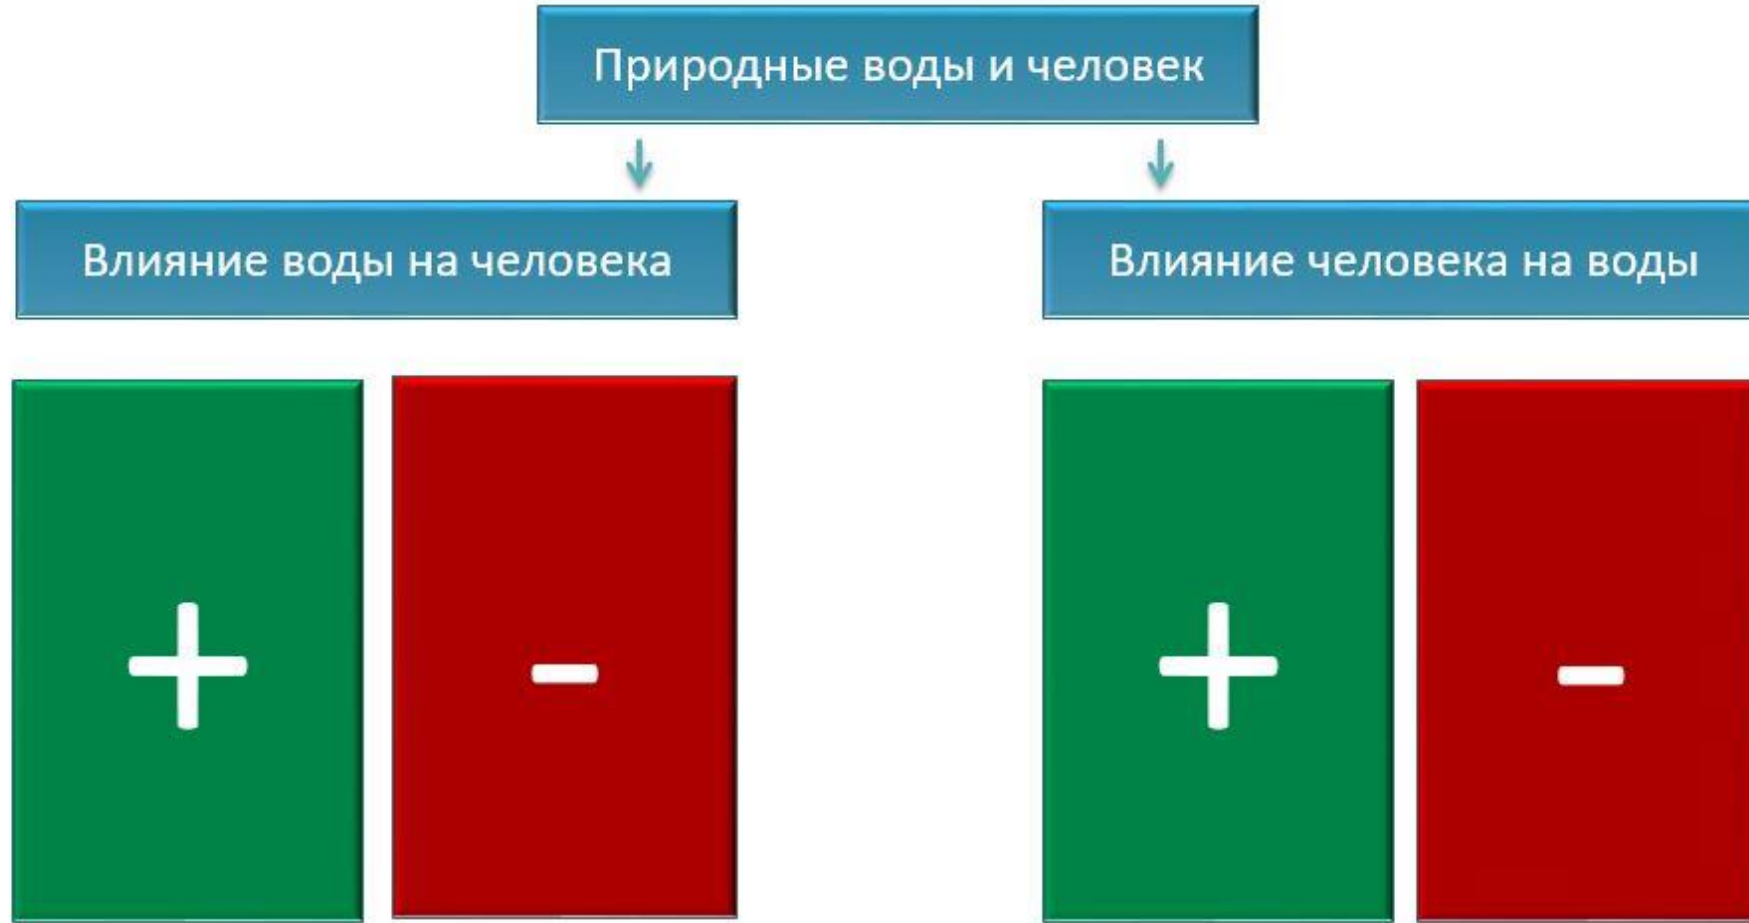 Природные воды и человек
Влияние воды на человека
Влияние человека на воды
+
-
+
-